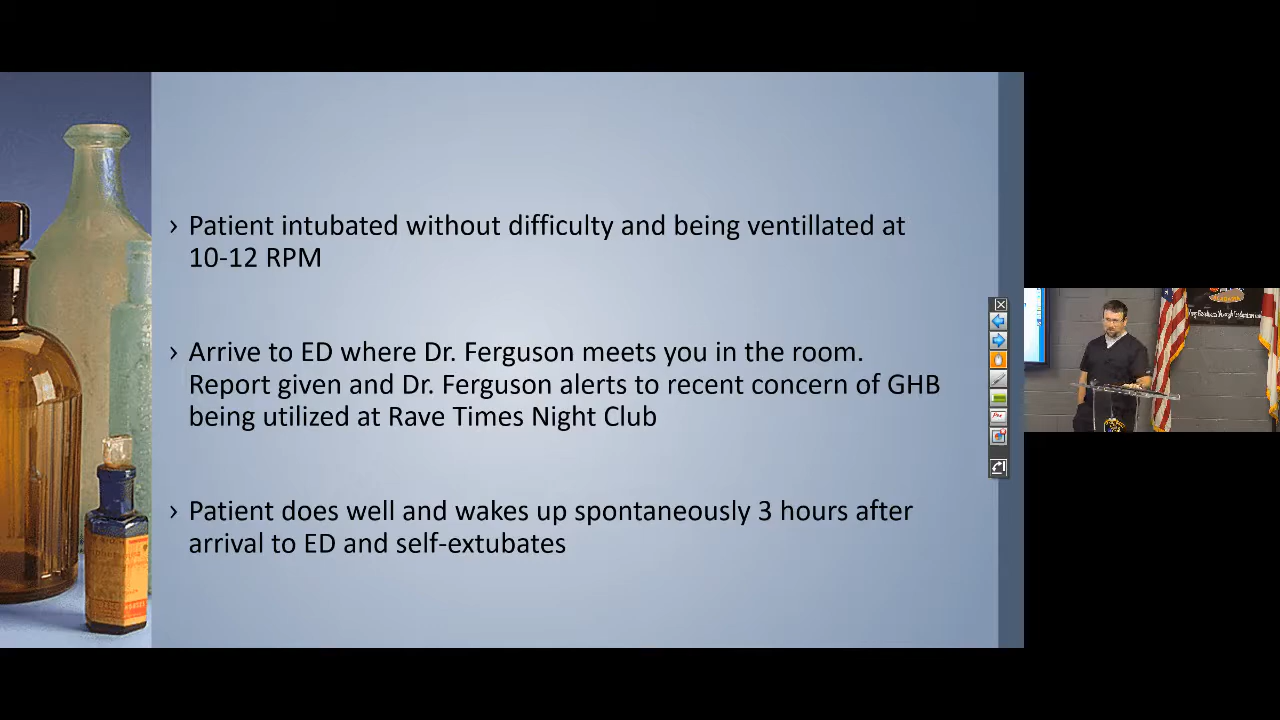 › Patient intubated without difficulty and being ventillated at
10-12 RPM
› Arrive to ED where Dr. Ferguson meets you in the room.
Report given and Dr. Ferguson alerts to recent concern of GHB
being utilized at Rave Times Night Club
› Patient does well and wakes up spontaneously 3 hours after
arrival to ED and self-extubates